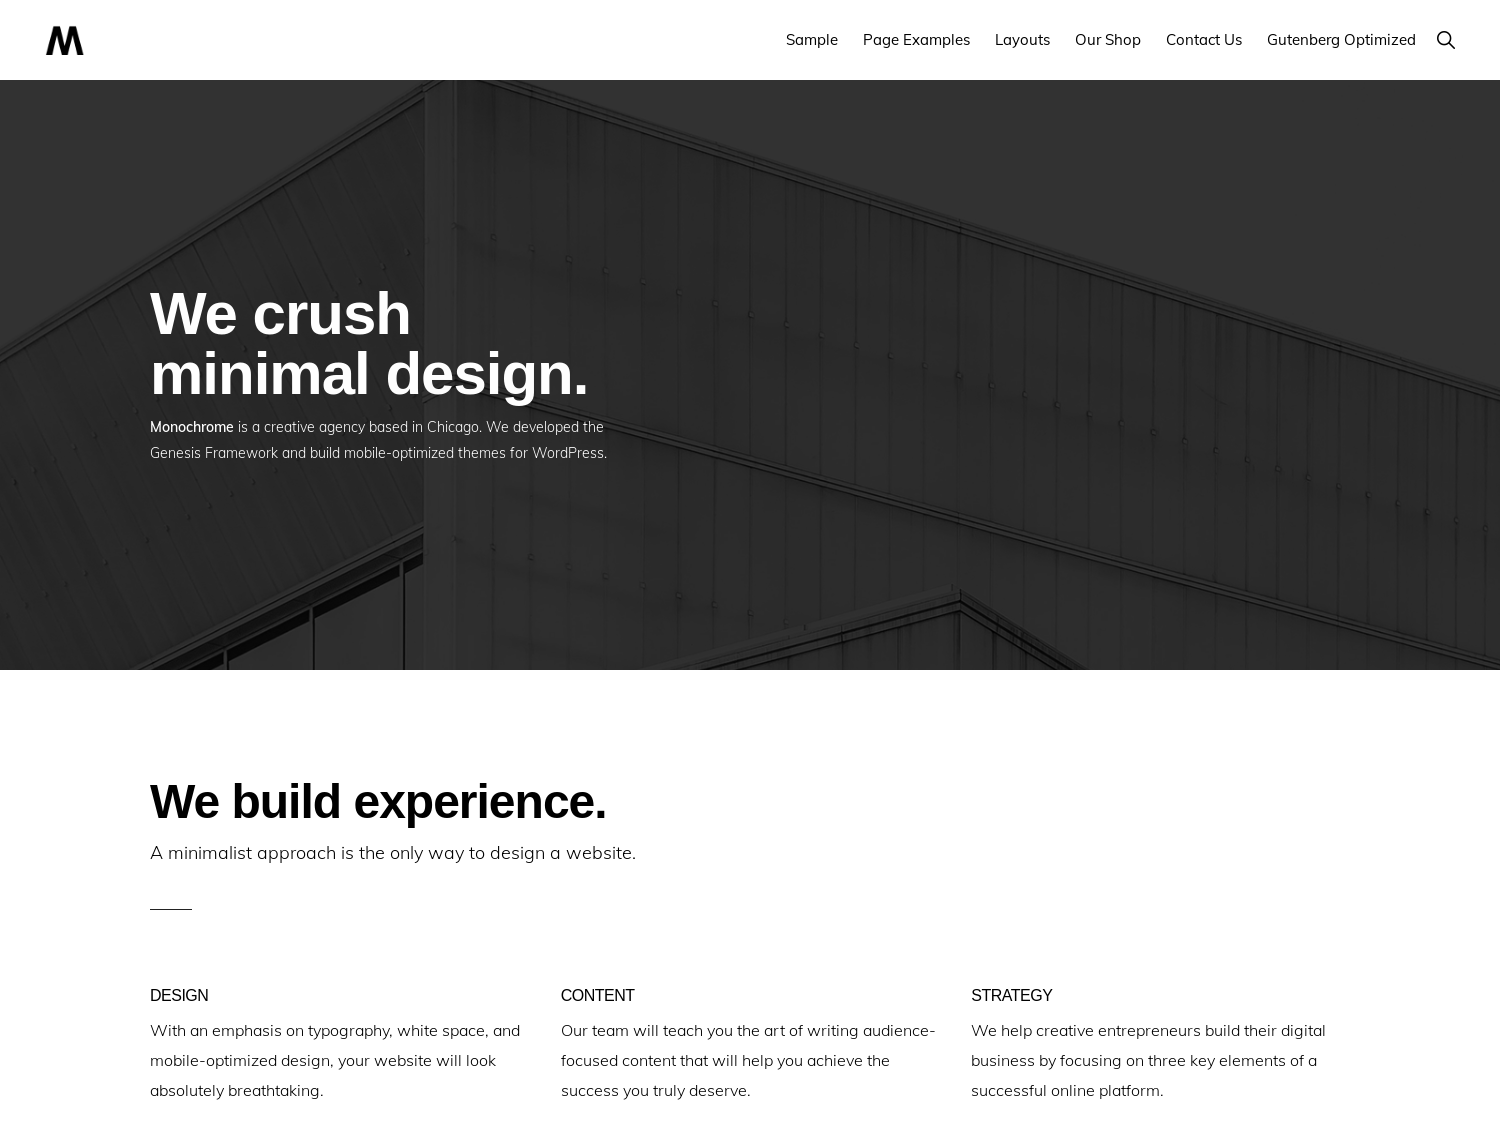 M
Sample Page Examples Layouts Our Shop Contact Us Gutenberg Optimized
We crush
minimal design.
Monochrome is a creative agency based in Chicago. We developed the
Genesis Framework and build mobile-optimized themes for WordPress.
We build experience.
A minimalist approach is the only way to design a website.
DESIGN
With an emphasis on typography, white space, and
mobile-optimized design, your website will look
absolutely breathtaking.
CONTENT
Our team will teach you the art of writing audience-
focused content that will help you achieve the
success you truly deserve.
STRATEGY
We help creative entrepreneurs build their digital
business by focusing on three key elements of a
successful online platform.